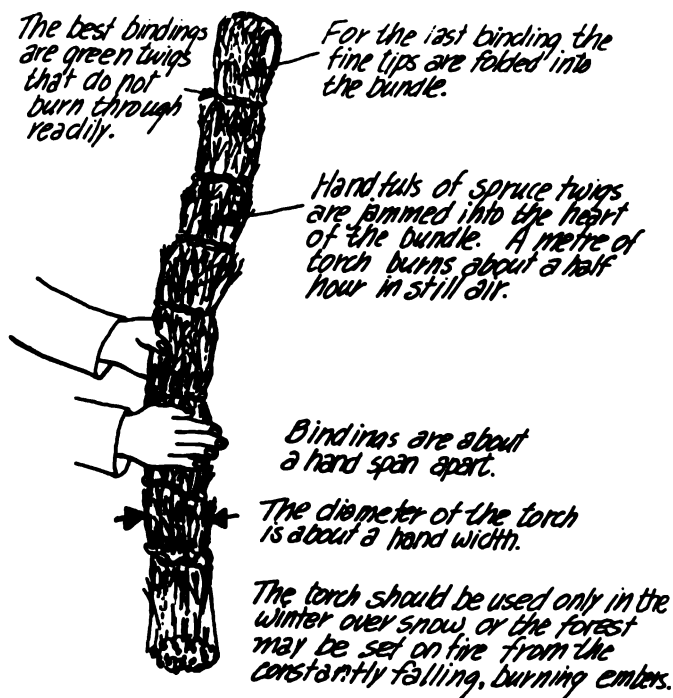 The best bindings
are green twigs
that do not
burn through
readily.
For the last binding the
fine tips are folded into
the bundle.
Handfuls of spruce twigs
are jammed into the heart
of the bundle. A metre of
torch burns about a half
hour in still air.
Bindings are about
a hand span apart.
The diameter of the torch
is about a hand width.
The torch should be used only in the
winter over snow, or the forest
may be set on fire from the
constantly falling, burning embers.